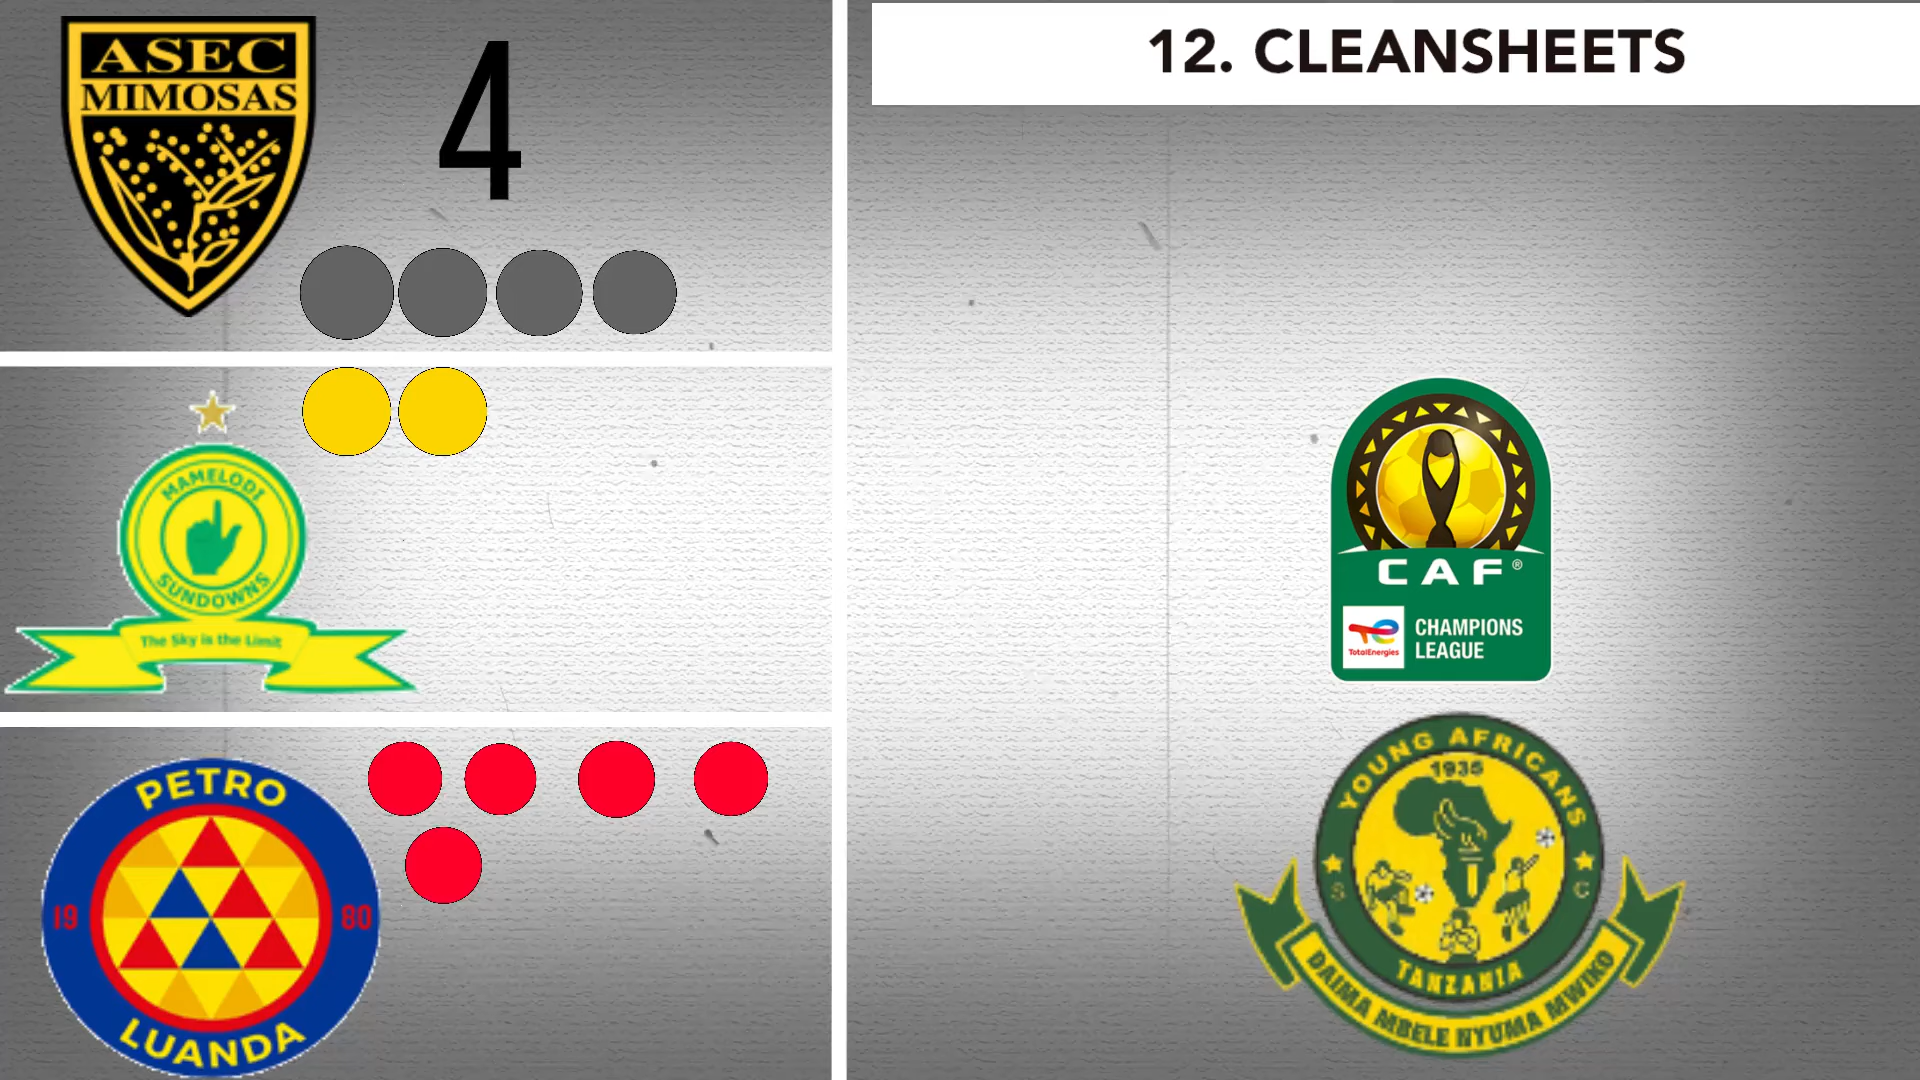 ASEC
MIMOSAS
4
12. CLEANSHEETS
MAMELODI
SUNDOWNS
The Sky is the Limit
CAF®
TotalEnergies
CHAMPIONS
LEAGUE
PETRO
19 80
LUANDA
YOUNG AFRICANS
1935
S C
TANZANIA
DAIMA MBELE NYUMA MWIKO